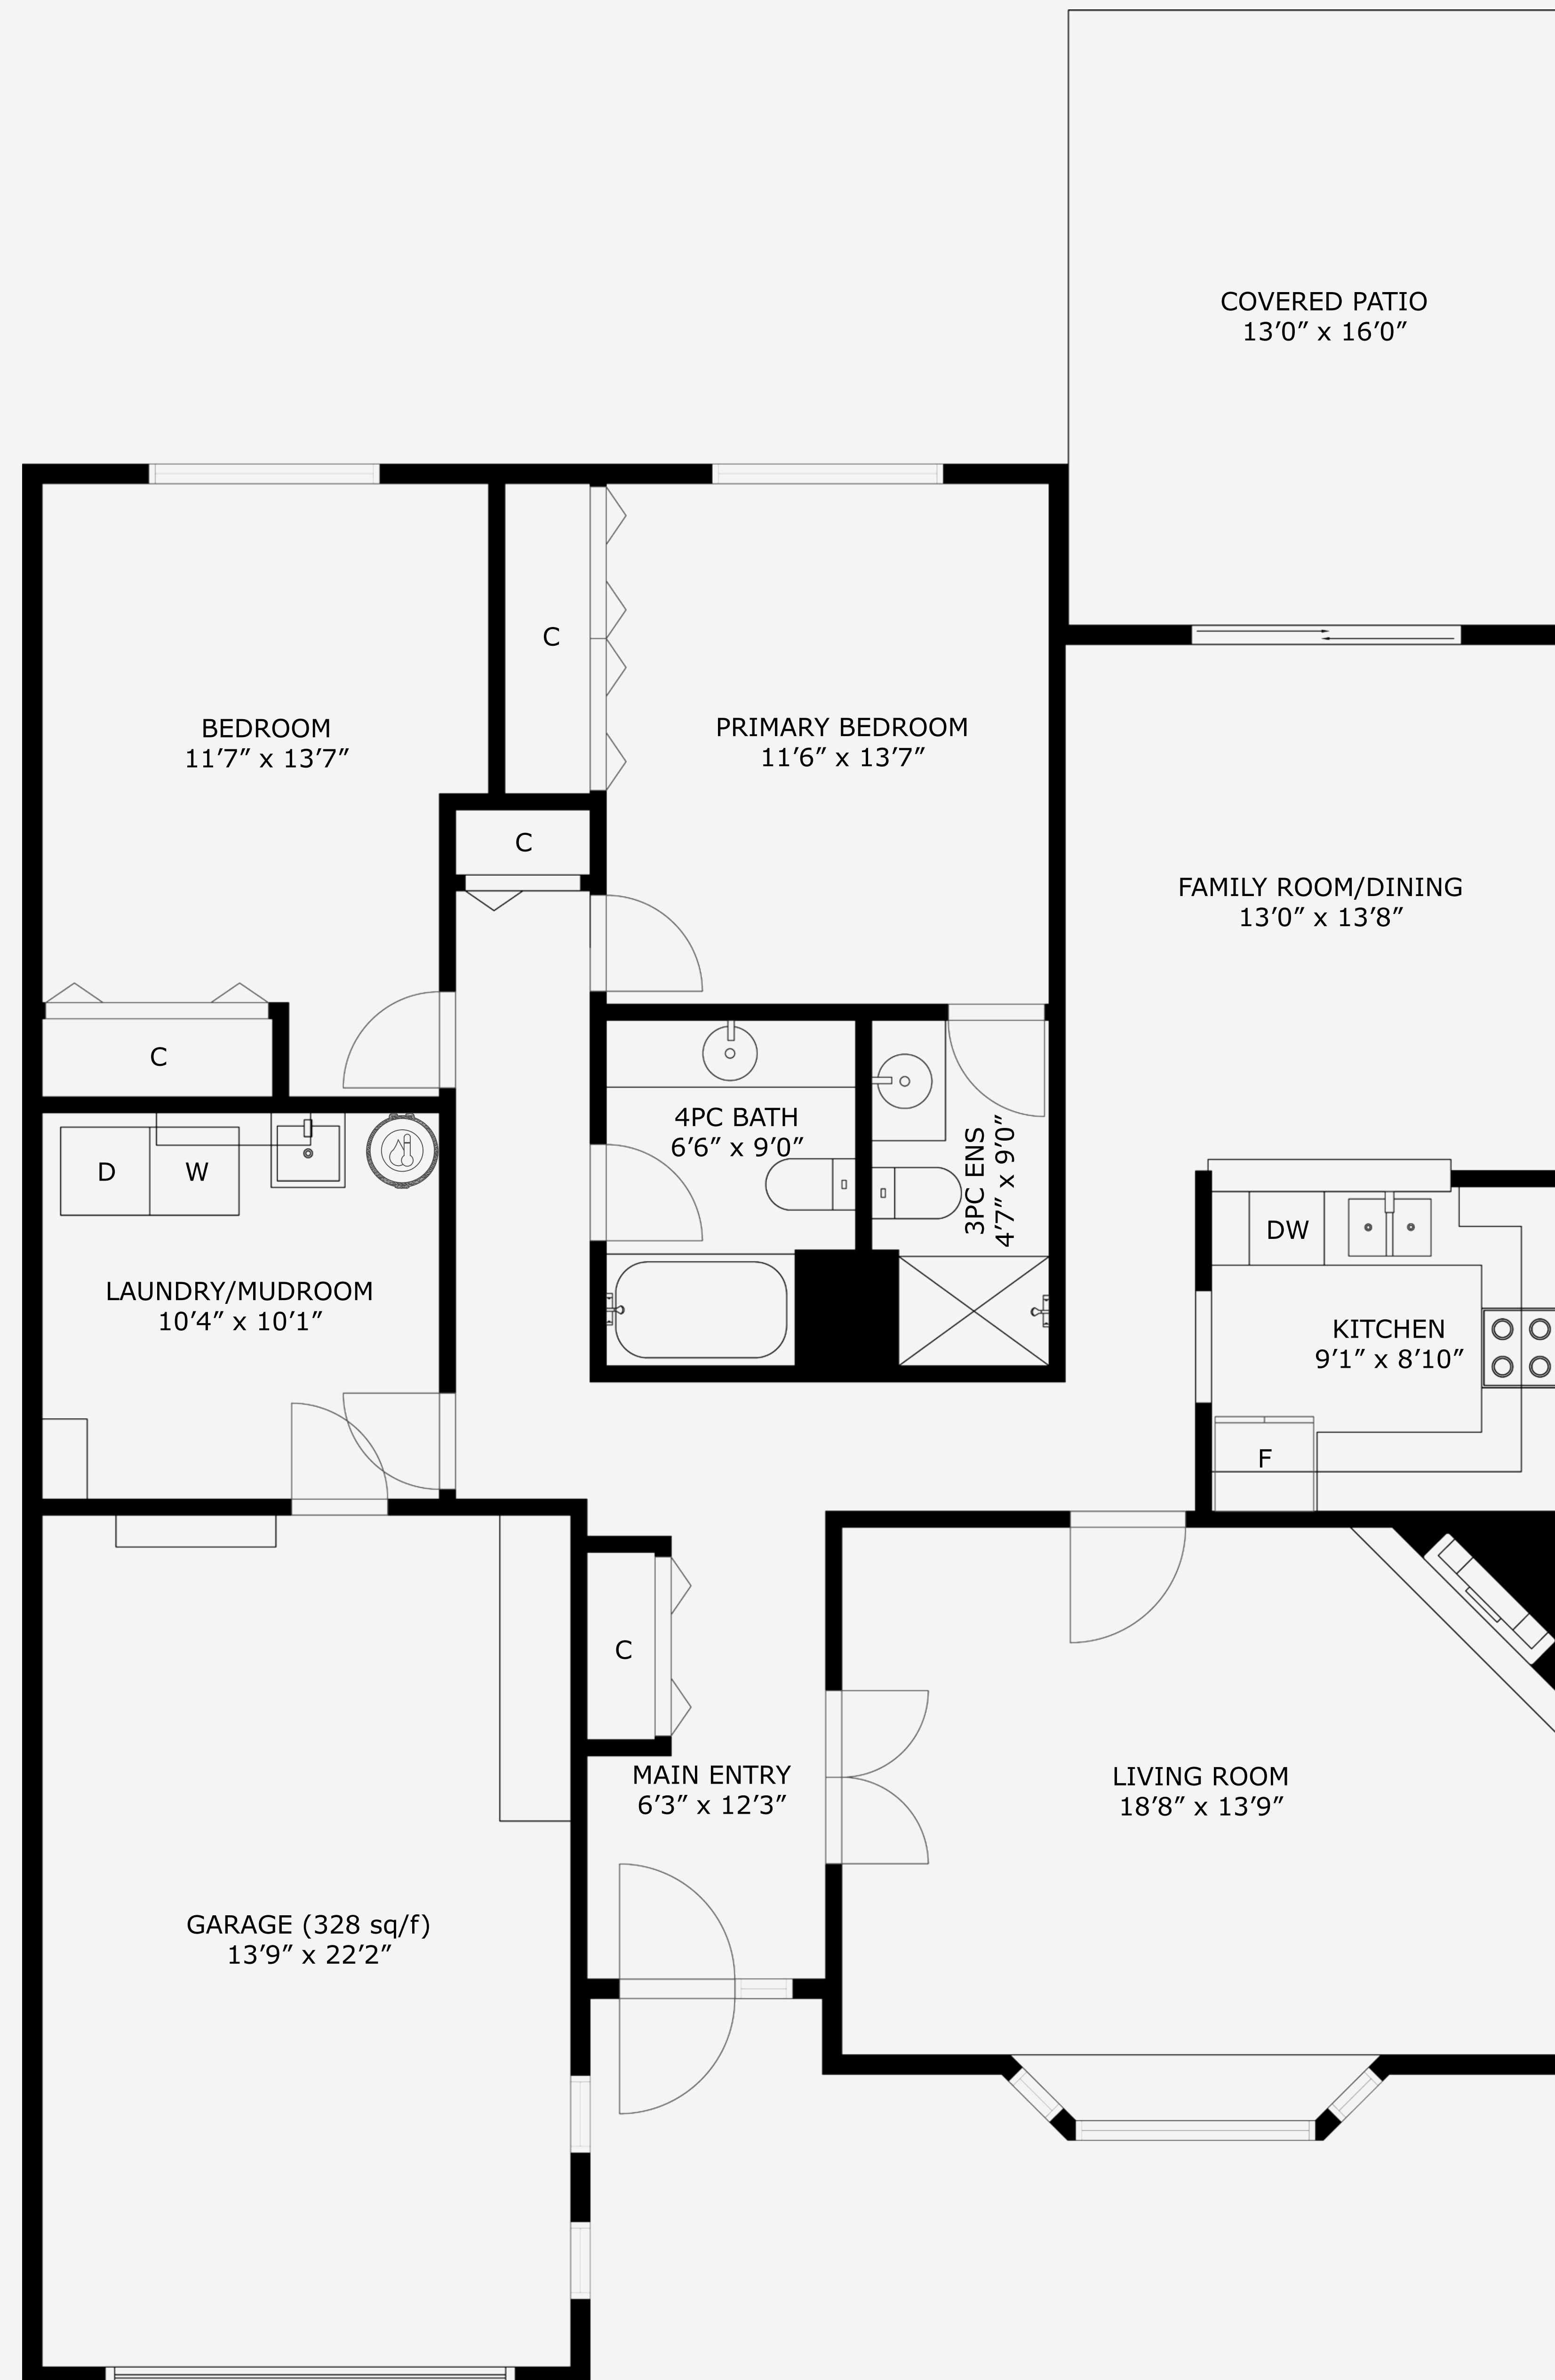 COVERED PATIO
13’0” x 16’0”
BEDROOM
11’7” x 13’7”
C
PRIMARY BEDROOM
11’6” x 13’7”
C
FAMILY ROOM/DINING
13’0” x 13’8”
C
4PC BATH
6’6” x 9’0”
3PC ENS
4’7” x 9’0”
D
W
DW
LAUNDRY/MUDROOM
10’4” x 10’1”
KITCHEN
9’1” x 8’10”
F
C
MAIN ENTRY
6’3” x 12’3”
LIVING ROOM
18’8” x 13’9”
GARAGE (328 sq/f)
13’9” x 22’2”